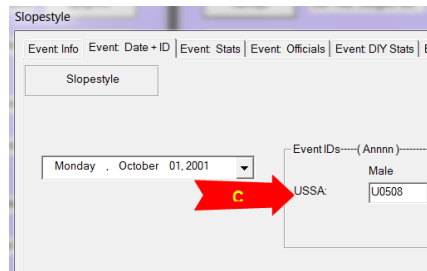 Slopestyle
Event Info Event: Date + ID Event: Stats Event: Officials Event DIY Stats
Slopestyle
Event IDs-----( Annnn )--------
Monday , October 01, 2001
Male
C
USSA:
U0508